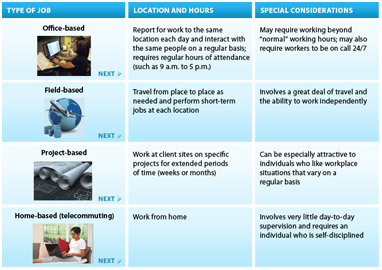 TYPE OF JOB
LOCATION AND HOURS
SPECIAL CONSIDERATIONS
Office-based
NEXT
Report for work to the same
location each day and interact with
the same people on a regular basis;
requires regular hours of attendance
(such as 9 a.m. to 5 p.m.)
May require working beyond
"normal" working hours; may also
require workers to be on call 24/7
Field-based
NEXT
Travel from place to place as
needed and perform short-term
jobs at each location
Involves a great deal of travel and
the ability to work independently
Project-based
NEXT
Work at client sites on specific
projects for extended periods
of time (weeks or months)
Can be especially attractive to
individuals who like workplace
situations that vary on a
regular basis
Home-based (telecommuting)
NEXT
Work from home
Involves very little day-to-day
supervision and requires an
individual who is self-disciplined